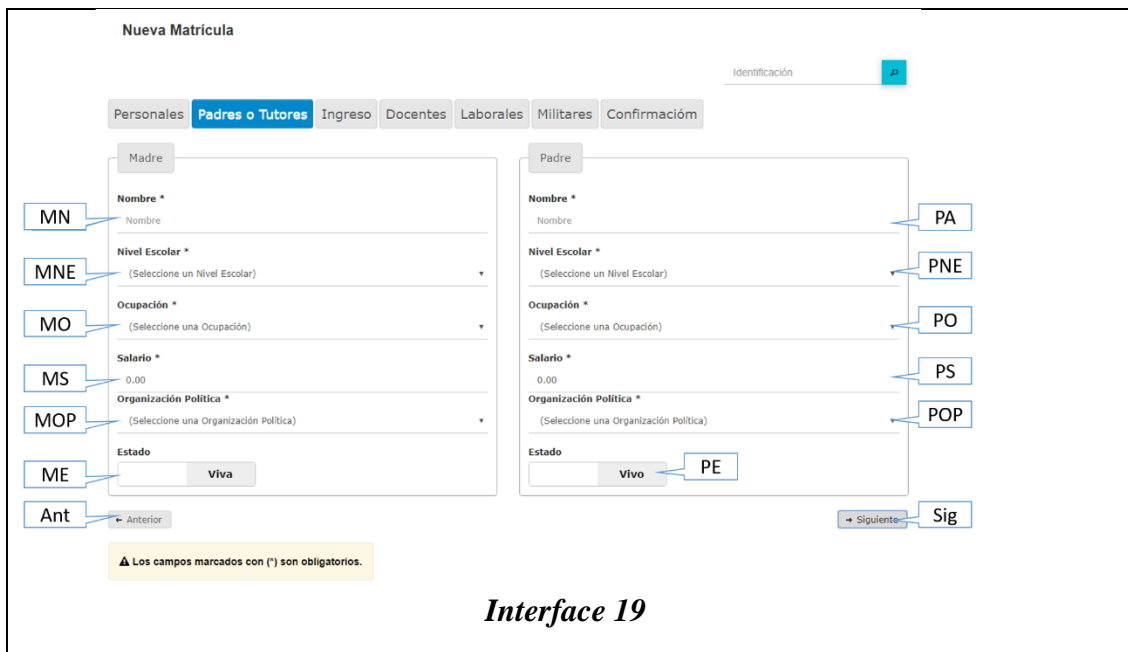 Nueva Matrícula
Identificación
Personales Padres o Tutores Ingreso Docentes Laborales Militares Confirmacióm
Madre Padre
Nombre * Nombre *
MN Nombre Nombre PA
Nivel Escolar * Nivel Escolar *
MNE (Seleccione un Nivel Escolar) (Seleccione un Nivel Escolar) PNE
Ocupación * Ocupación *
MO (Seleccione una Ocupación) (Seleccione una Ocupación) PO
Salario * Salario *
MS 0.00 0.00 PS
Organización Política * Organización Política *
MOP (Seleccione una Organización Política) (Seleccione una Organización Política) POP
Estado Estado
ME Viva Vivo PE
Ant Anterior Siguiente Sig
Los campos marcados con (*) son obligatorios.
Interface 19